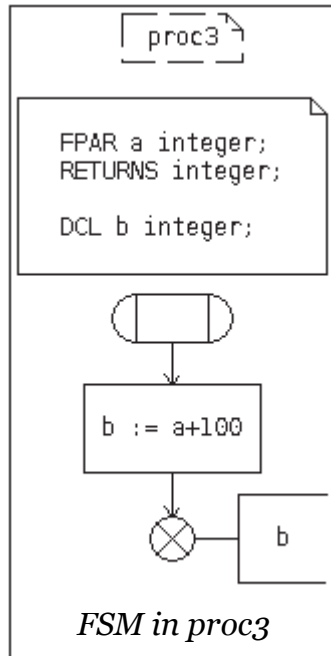 proc3
FPAR a integer;
RETURNS integer;
DCL b integer;
b := a+100
b
FSM in proc3